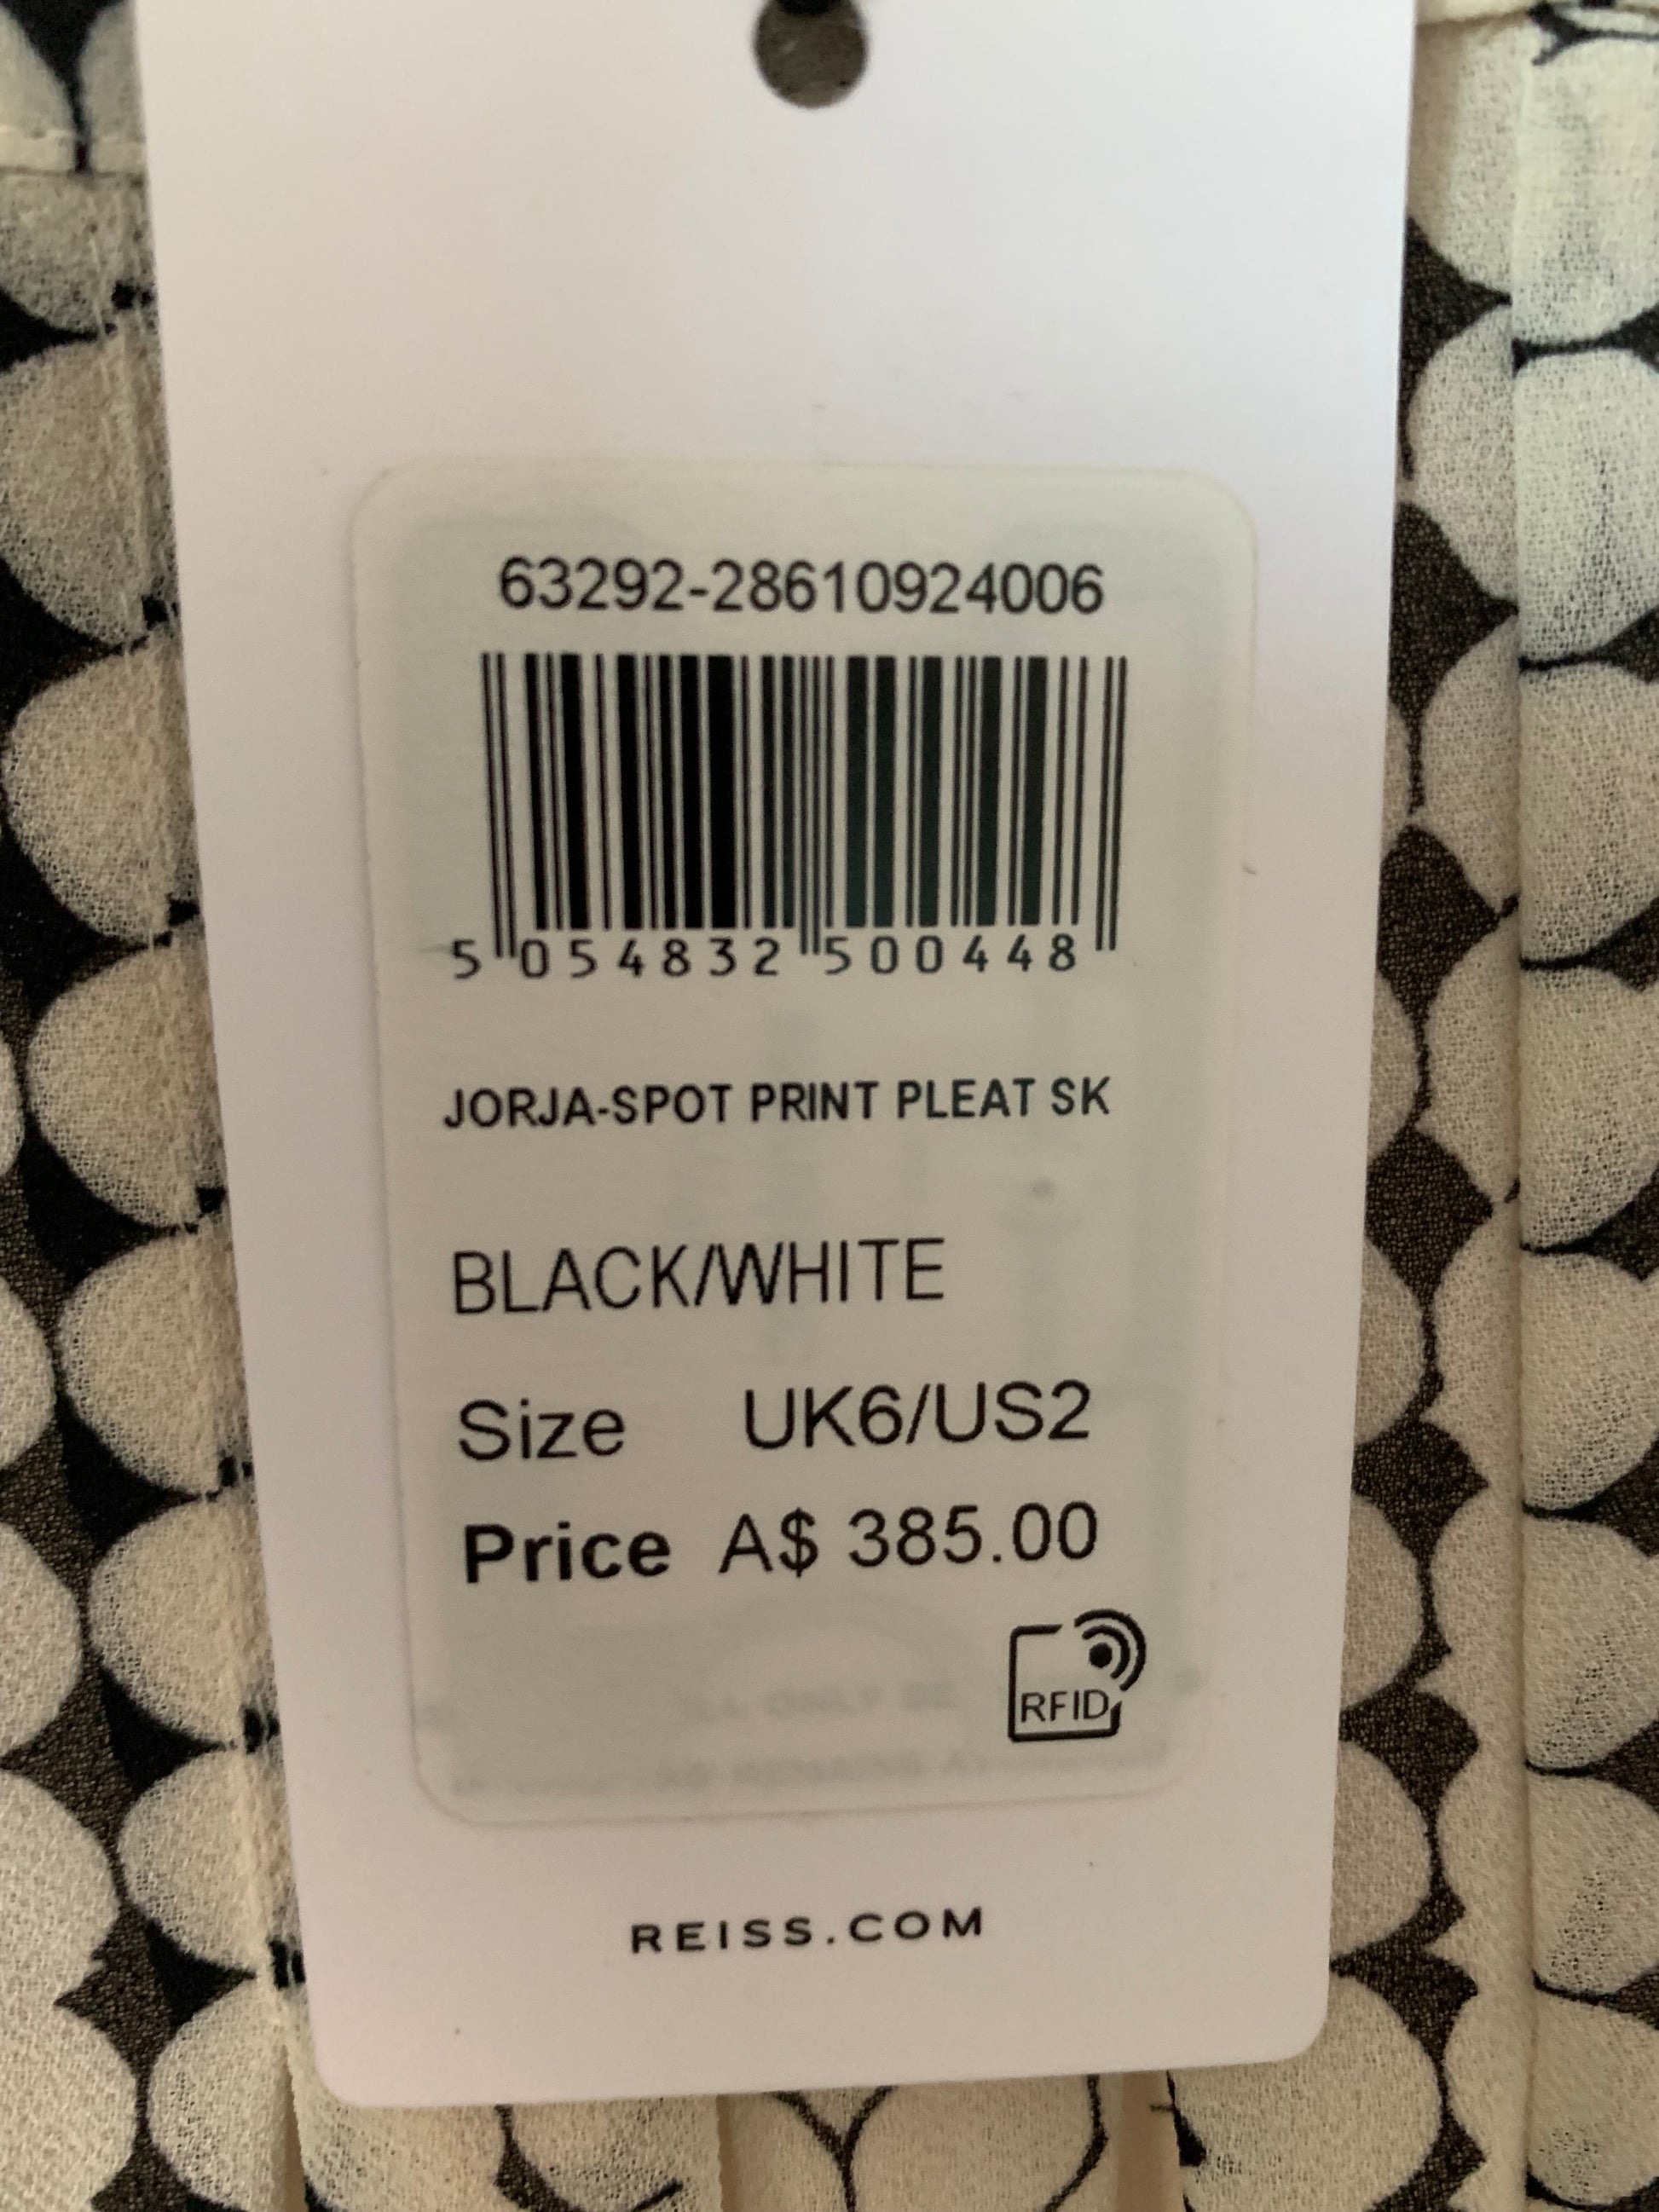 63292-28610924006
5 054832 500448
JORJA-SPOT PRINT PLEAT SK
BLACK/WHITE
Size UK6/US2
Price A$ 385.00
RFID
REISS.COM